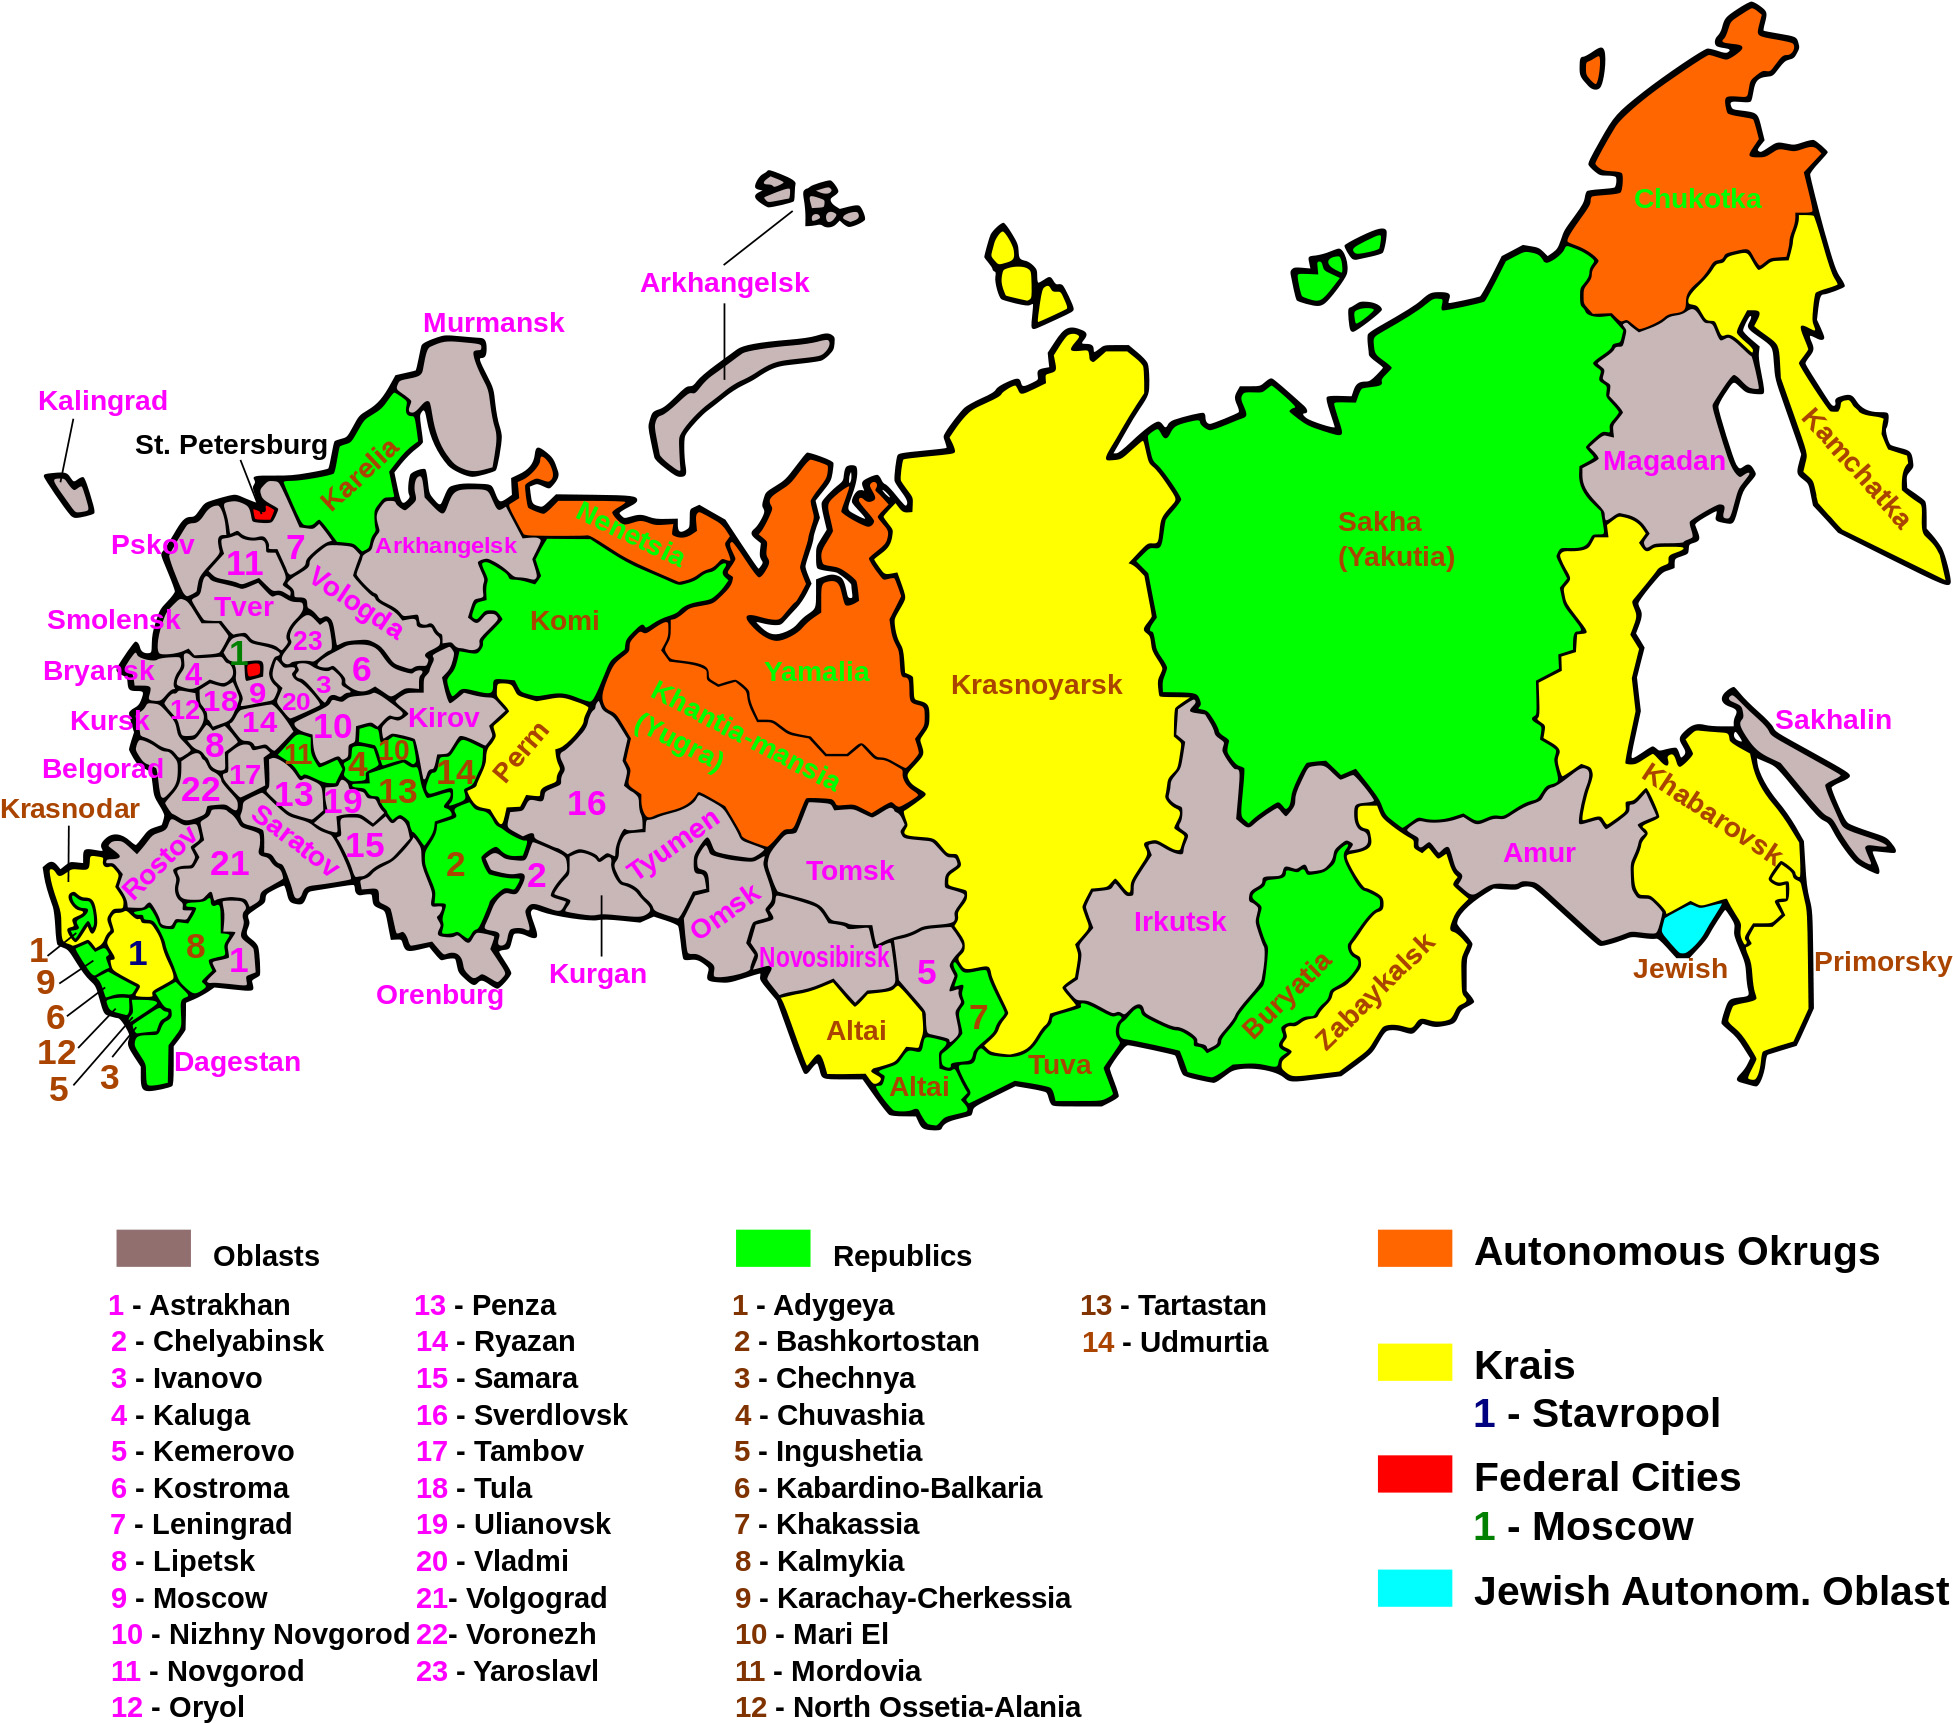 Chukotka
Arkhangelsk
Murmansk
Kalingrad
St. Petersburg
Karelia
Magadan
Kamchatka
Sakha
(Yakutia)
Pskov
7
11
Arkhangelsk
Nenetsia
Vologda
Tver
Smolensk
Komi
23
1
Bryansk
4
6
3
9
20
18
12
Yamalia
Krasnoyarsk
Khantia-mansia
(Yugra)
Kursk
14
10
Kirov
Sakhalin
8
11
4
10
Perm
Belgorad
17
22
13
19
13
14
16
Khabarovsk
Krasnodar
Saratov
15
Rostov
21
2
2
Tyumen
Omsk
Tomsk
Amur
Irkutsk
1
8
1
1
9
6
12
5
3
Novosibirsk
5
7
Kurgan
Orenburg
Dagestan
Altai
Altai
Tuva
Buryatia
Zabaykalsk
Jewish
Primorsky
Oblasts
1 - Astrakhan
2 - Chelyabinsk
3 - Ivanovo
4 - Kaluga
5 - Kemerovo
6 - Kostroma
7 - Leningrad
8 - Lipetsk
9 - Moscow
10 - Nizhny Novgorod
11 - Novgorod
12 - Oryol
13 - Penza
14 - Ryazan
15 - Samara
16 - Sverdlovsk
17 - Tambov
18 - Tula
19 - Ulianovsk
20 - Vladmi
21- Volgograd
22- Voronezh
23 - Yaroslavl
Republics
1 - Adygeya
2 - Bashkortostan
3 - Chechnya
4 - Chuvashia
5 - Ingushetia
6 - Kabardino-Balkaria
7 - Khakassia
8 - Kalmykia
9 - Karachay-Cherkessia
10 - Mari El
11 - Mordovia
12 - North Ossetia-Alania
13 - Tartastan
14 - Udmurtia
Autonomous Okrugs
Krais
1 - Stavropol
Federal Cities
1 - Moscow
Jewish Autonom. Oblast